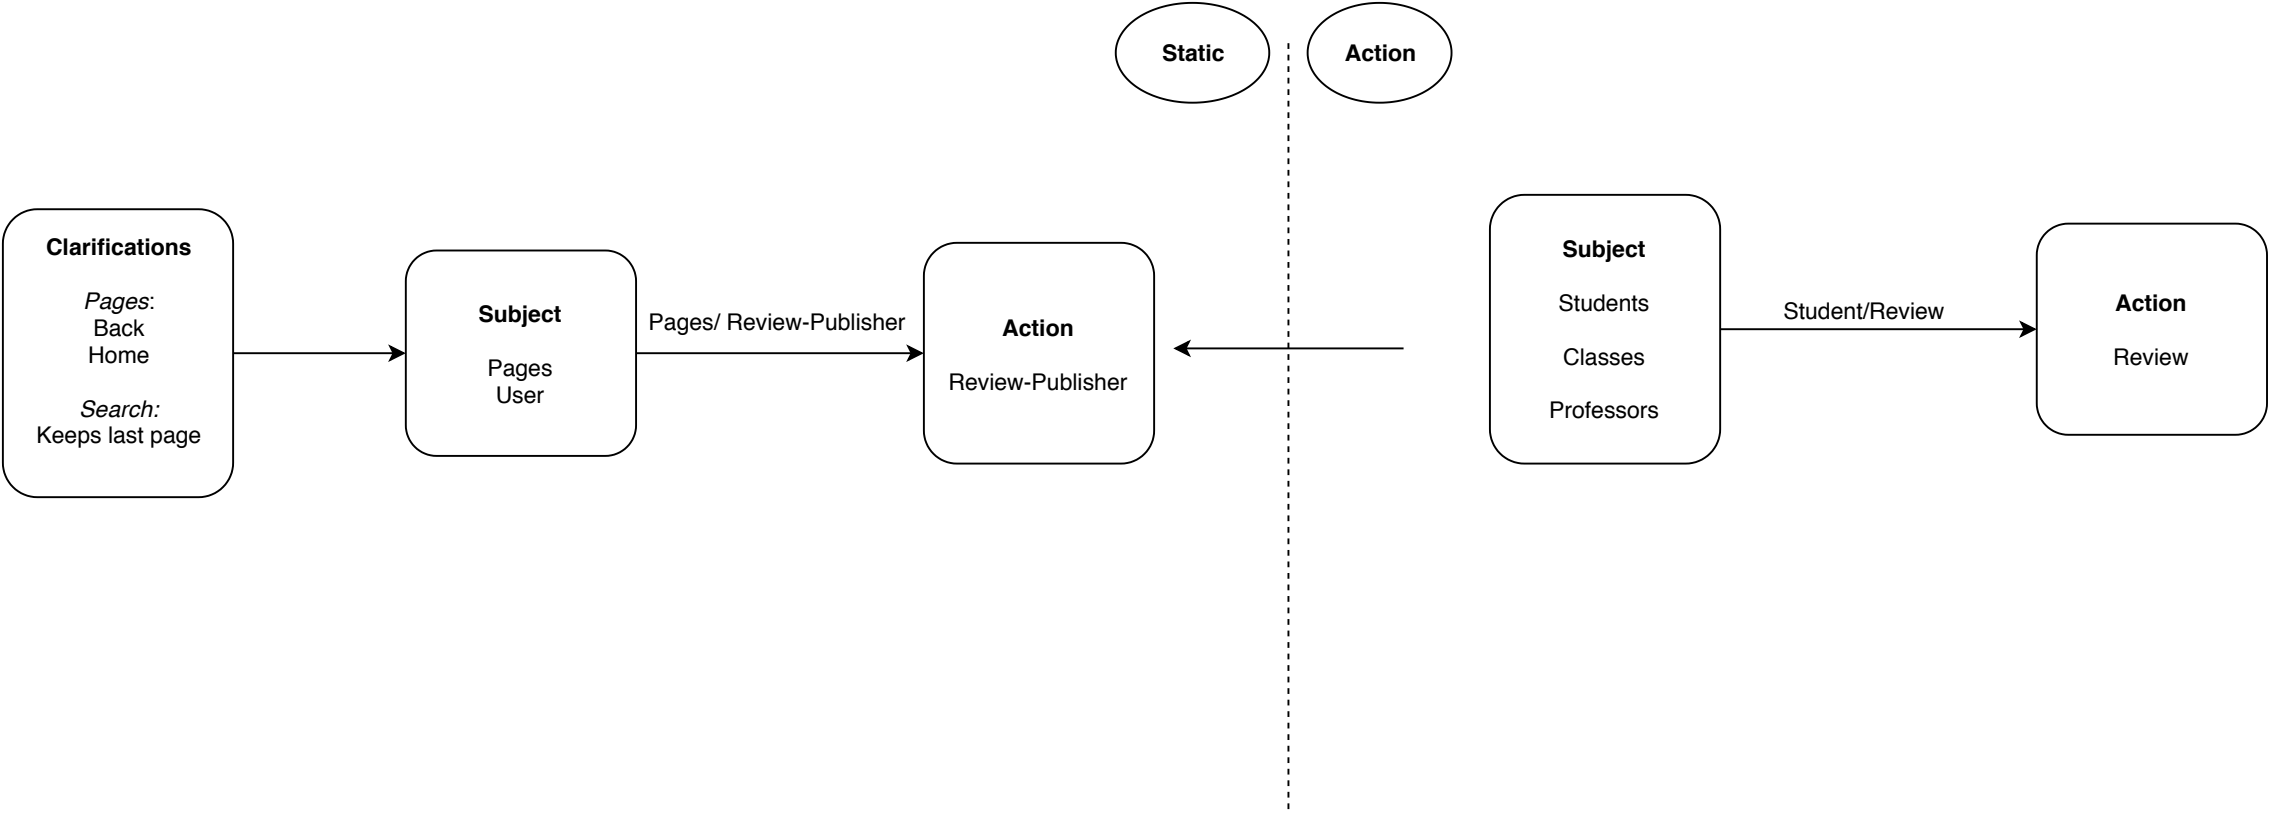 Static
Action
Clarifications
Pages:
Back
Home
Search:
Keeps last page
Subject
Pages
User
Pages/ Review-Publisher
Action
Review-Publisher
Subject
Students
Classes
Professors
Student/Review
Action
Review